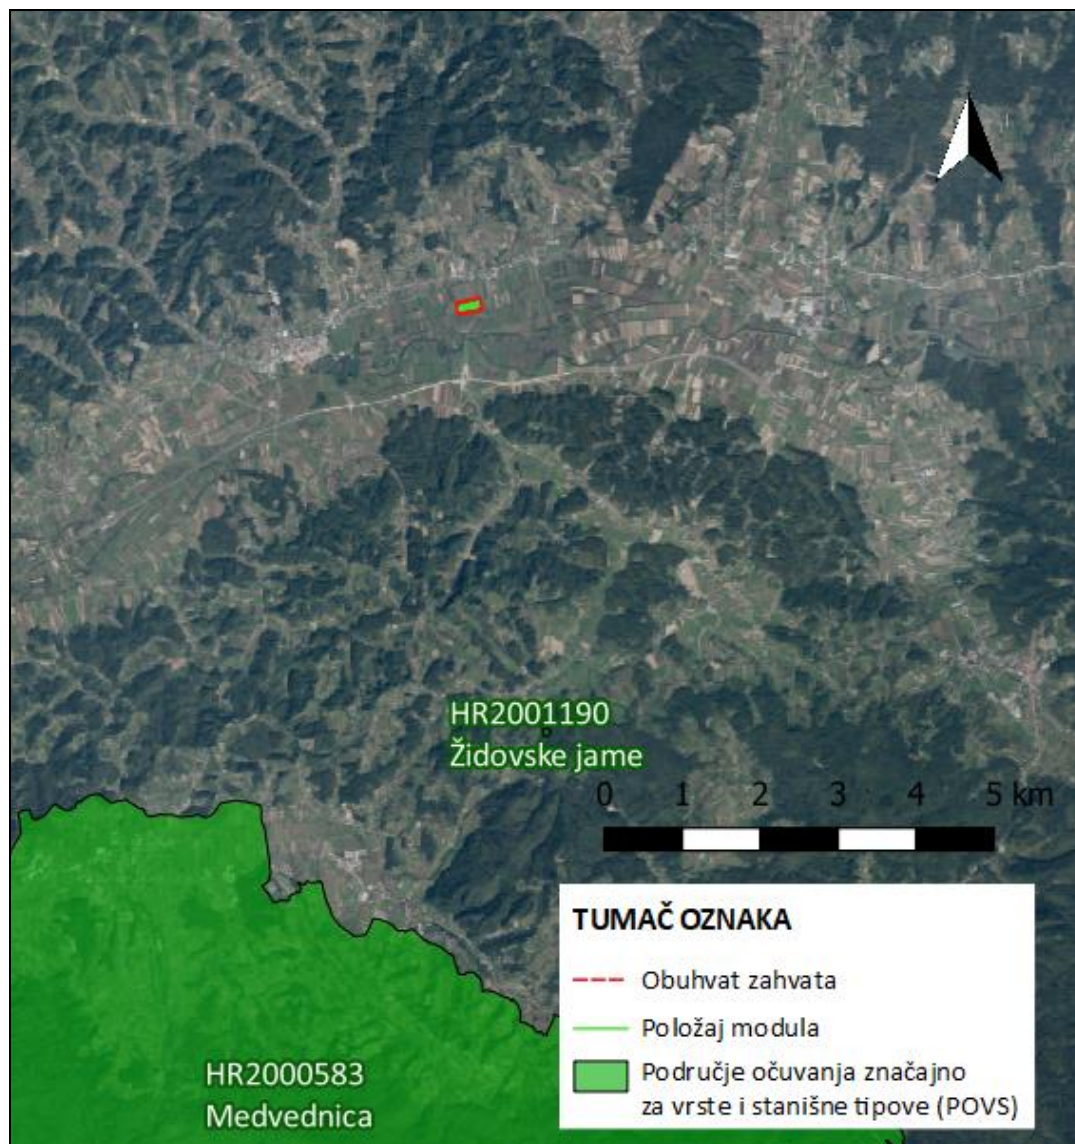 HR2001190
Židovske jame
0 1 2 3 4 5 km
TUMAČ OZNAKA
Obuhvat zahvata
Položaj modula
Područje očuvanja značajno
za vrste i stanišne tipove (POVS)
HR2000583
Medvednica